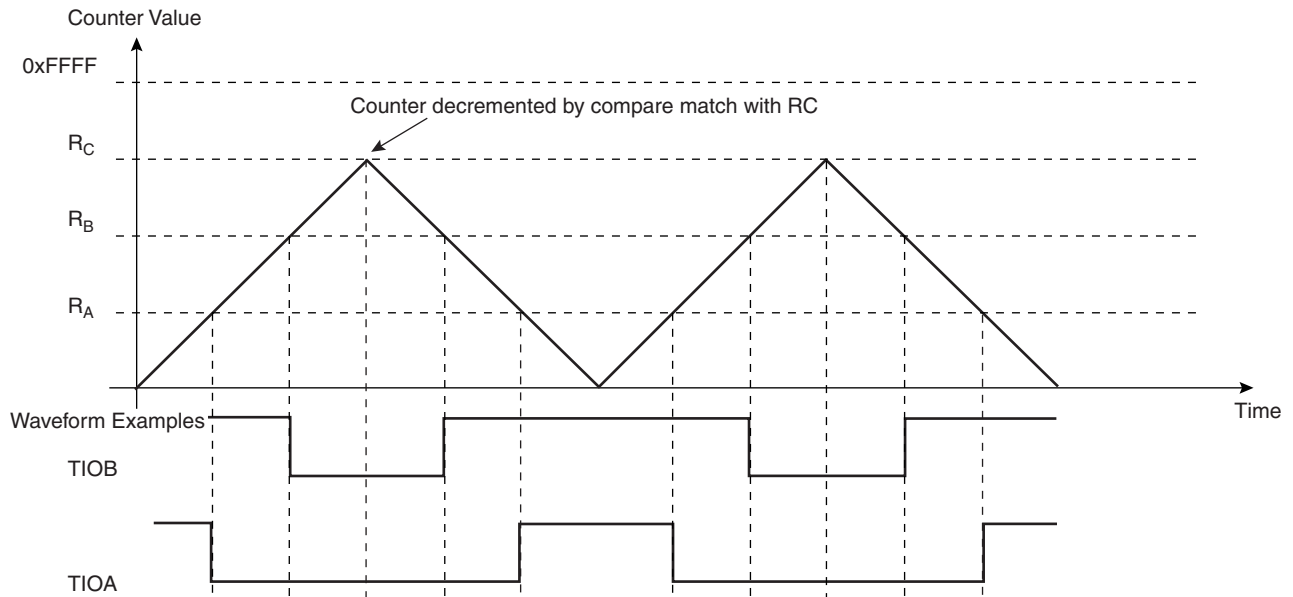 Counter Value
0xFFFF
Counter decremented by compare match with RC
RC
RB
RA
Time
Waveform Examples
TIOB
TIOA